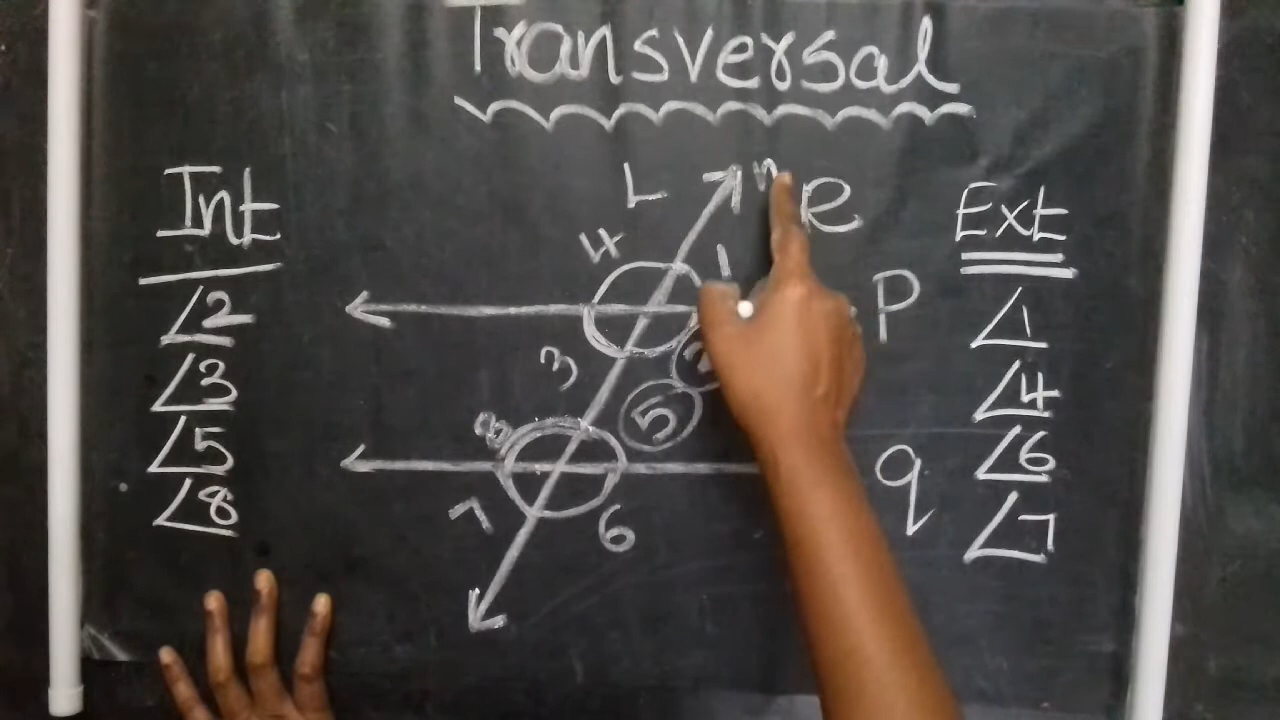 Transversal
Int
∠2
∠3
∠5
∠8
L
n
R
4
1
P
3
5
8
q
7
6
Ext
∠1
∠4
∠6
∠7